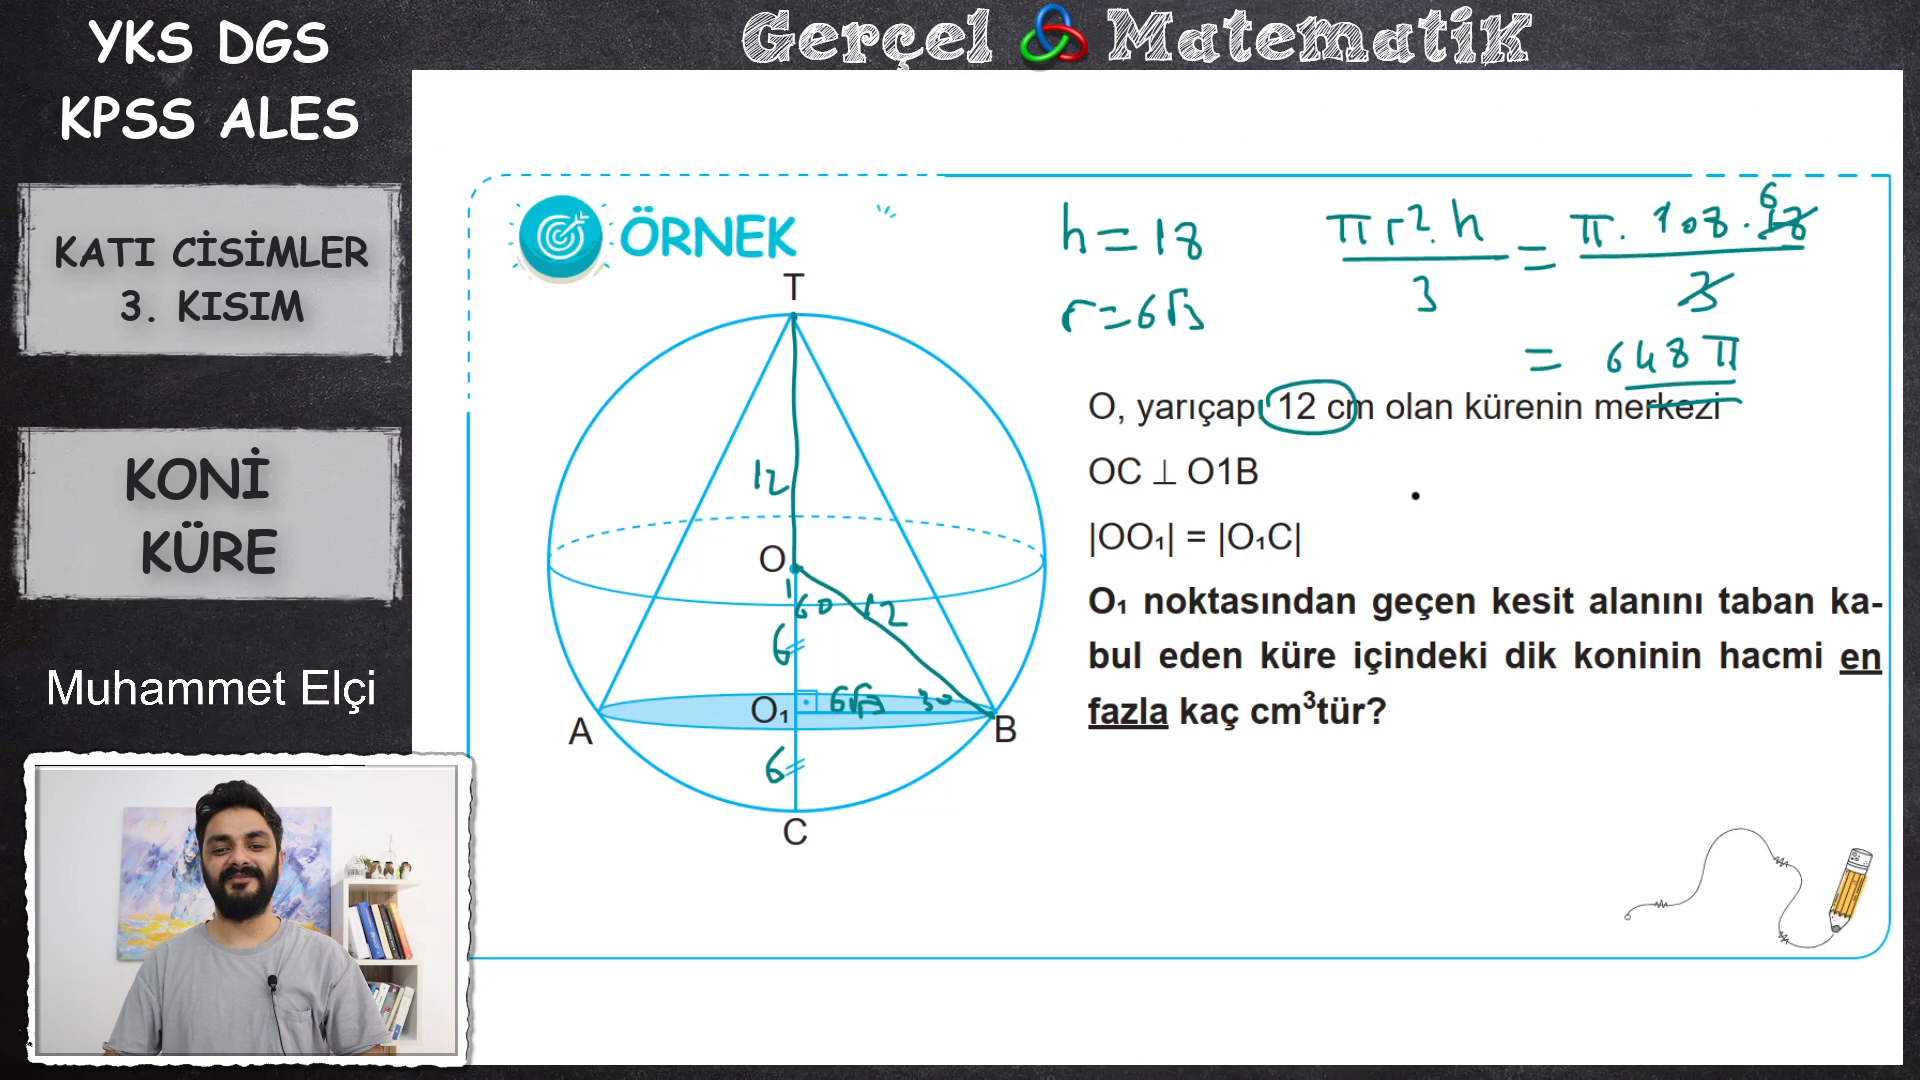 YKS DGS
KPSS ALES
Gerçel Matematik
KATI CİSİMLER
3. KISIM
KONİ
KÜRE
Muhammet Elçi
ÖRNEK
h = 18
r = 6√3
πr².h / 3 = π.108.18 6 / 3
= 648π
T
12
O
60 12
6
O₁ 6√3 30
A
B
6
C
O, yarıçapı 12 cm olan kürenin merkezi
OC ⊥ O1B
|OO₁| = |O₁C|
O₁ noktasından geçen kesit alanını taban ka-
bul eden küre içindeki dik koninin hacmi en
fazla kaç cm³tür?